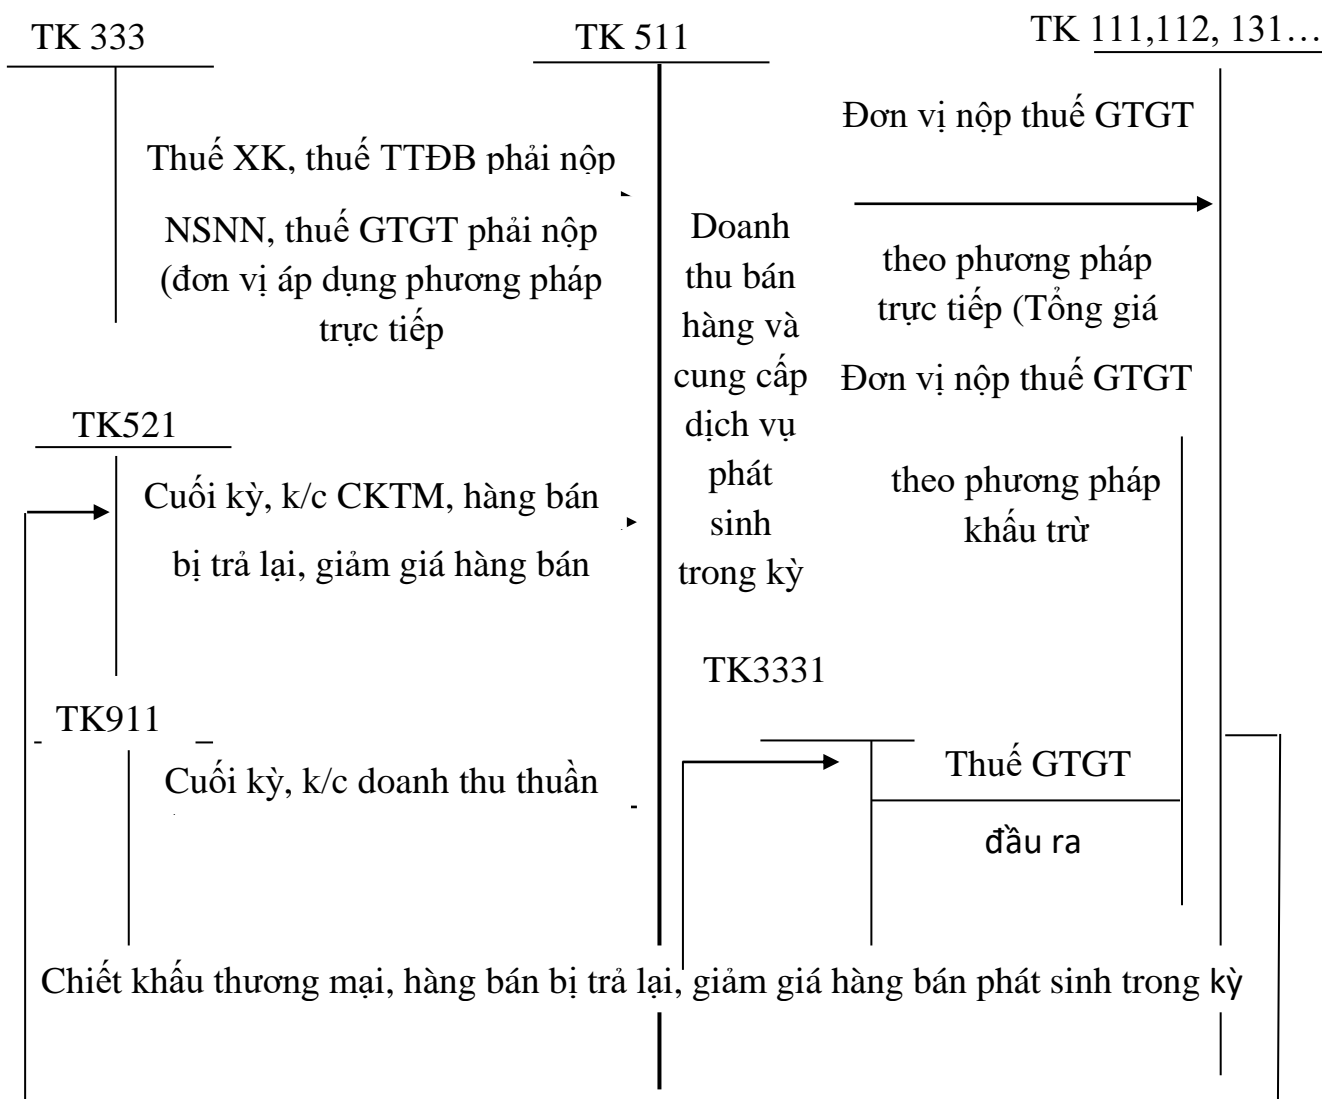 TK 333
TK 511
TK 111,112, 131…
Thuế XK, thuế TTĐB phải nộp
NSNN, thuế GTGT phải nộp
(đơn vị áp dụng phương pháp
trực tiếp
Doanh
thu bán
hàng và
cung cấp
dịch vụ
phát
sinh
trong kỳ
Đơn vị nộp thuế GTGT
theo phương pháp
trực tiếp (Tổng giá
Đơn vị nộp thuế GTGT
theo phương pháp
khấu trừ
TK521
Cuối kỳ, k/c CKTM, hàng bán
bị trả lại, giảm giá hàng bán
TK3331
TK911
Cuối kỳ, k/c doanh thu thuần
Thuế GTGT
đầu ra
Chiết khấu thương mại, hàng bán bị trả lại, giảm giá hàng bán phát sinh trong kỳ